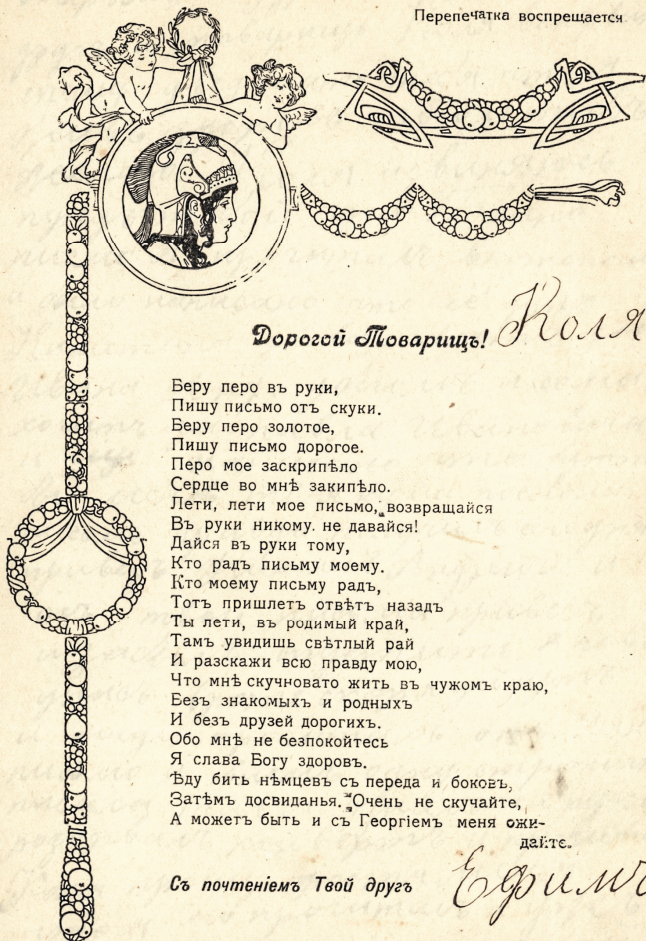 Перепечатка воспрещается
Дорогой Товарищъ! Коля
Беру перо въ руки,
Пишу письмо отъ скуки.
Беру перо золотое,
Пишу письмо дорогое.
Перо мое заскрипѣло
Сердце во мнѣ закипѣло.
Лети, лети мое письмо, возвращайся
Въ руки никому. не давайся!
Дайся въ руки тому,
Кто радъ письму моему.
Кто моему письму радъ,
Тотъ пришлетъ отвѣтъ назадъ
Ты лети, въ родимый край,
Тамъ увидишь свѣтлый рай
И разскажи всю правду мою,
Что мнѣ скучновато жить въ чужомъ краю,
Безъ знакомыхъ и родныхъ
И безъ друзей дорогихъ.
Обо мнѣ не безпокойтесь
Я слава Богу здоровъ.
Ѣду бить нѣмцевъ съ переда и боковъ,
Затѣмъ досвиданья. Очень не скучайте,
А можетъ быть и съ Георгіемъ меня ожи-
дайте.
Съ почтеніемъ Твой другъ Ефимъ